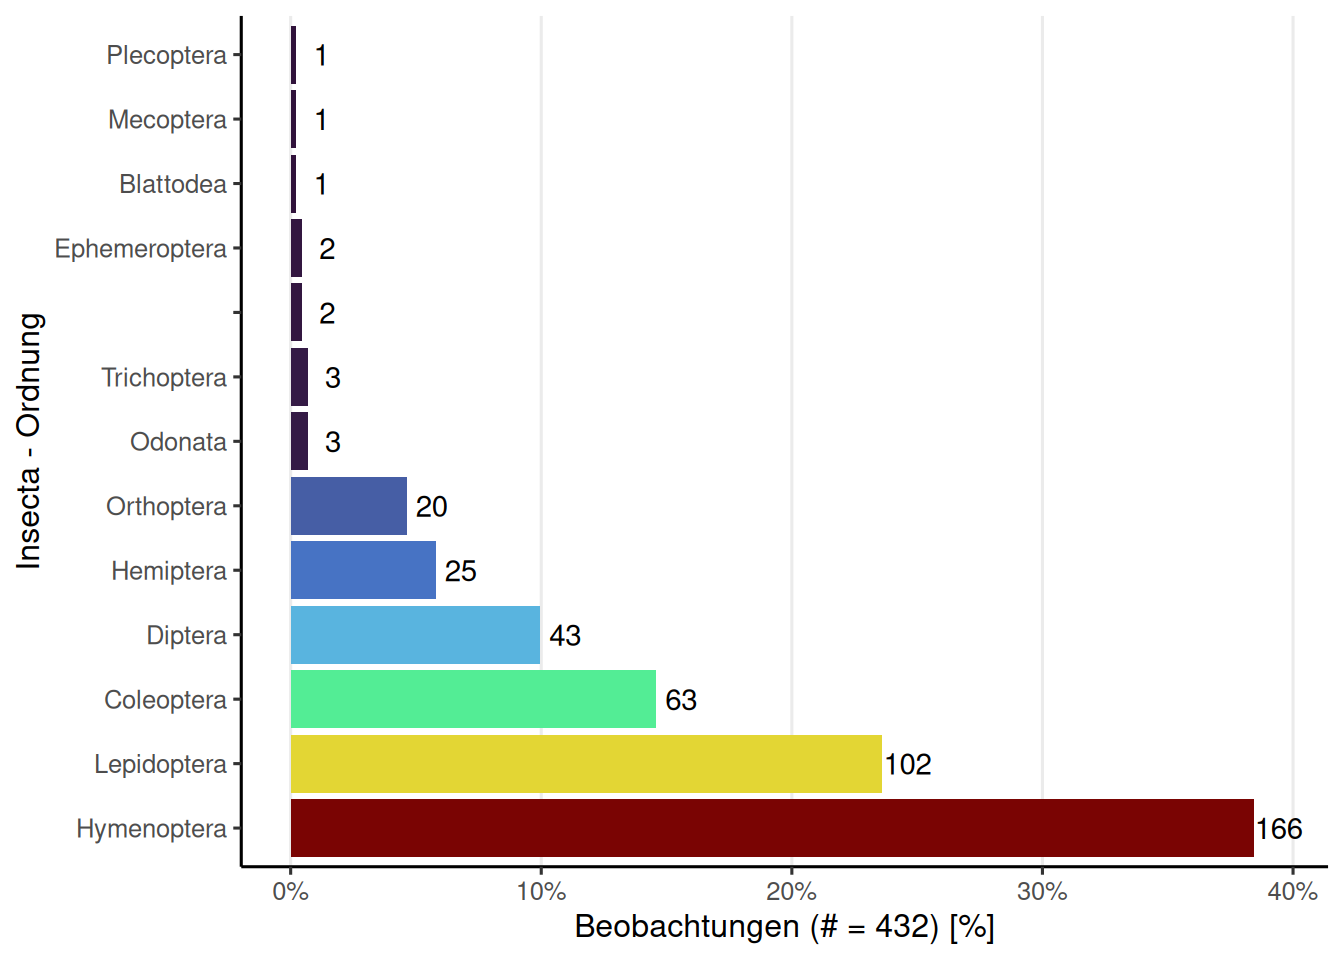 Plecoptera 1
Mecoptera 1
Blattodea 1
Ephemeroptera 2
2
Trichoptera 3
Odonata 3
Orthoptera 20
Hemiptera 25
Diptera 43
Coleoptera 63
Lepidoptera 102
Hymenoptera 166
Insecta - Ordnung
0% 10% 20% 30% 40%
Beobachtungen (# = 432) [%]